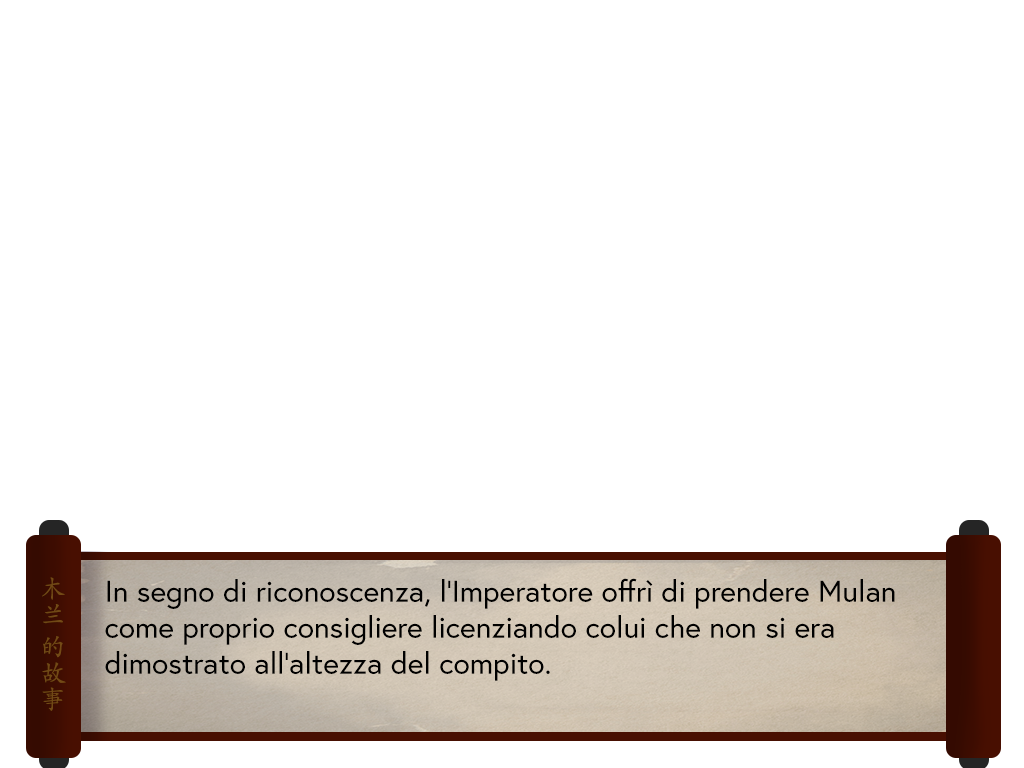 木兰的故事
In segno di riconoscenza, l'Imperatore offrì di prendere Mulan
come proprio consigliere licenziando colui che non si era
dimostrato all'altezza del compito.